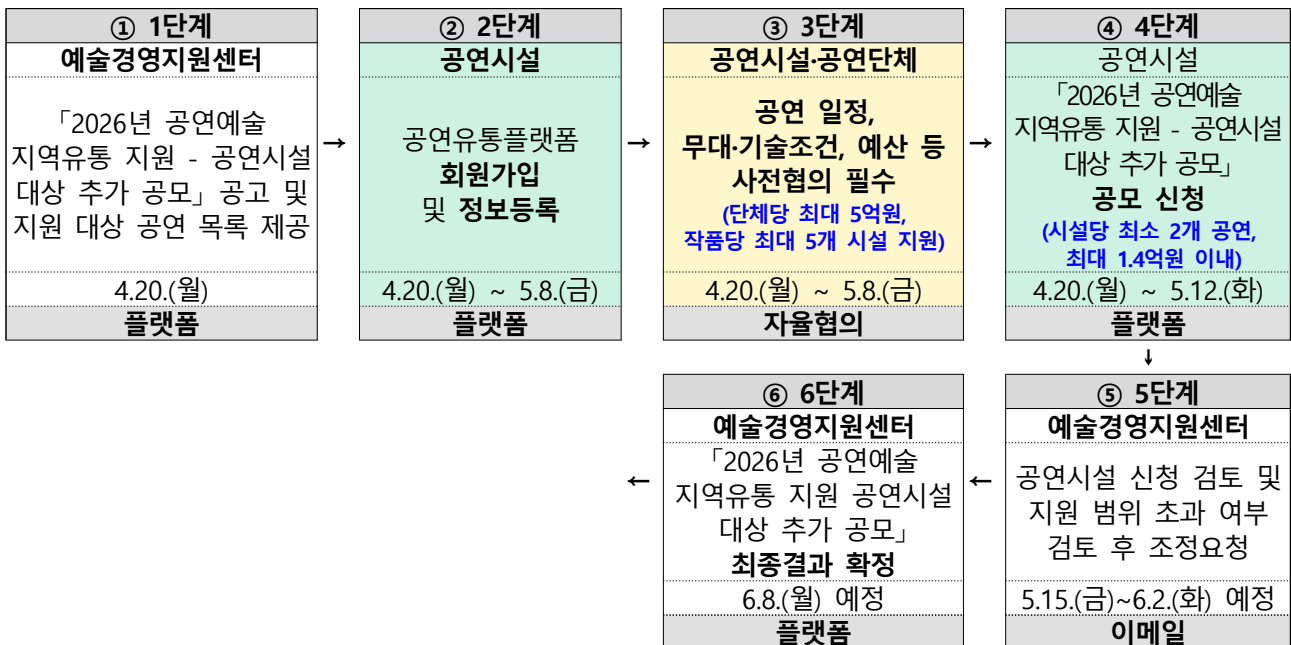 ① 1단계
예술경영지원센터
「2026년 공연예술
지역유통 지원 - 공연시설
대상 추가 공모」 공고 및
지원 대상 공연 목록 제공
4.20.(월)
플랫폼
→
② 2단계
공연시설
공연유통플랫폼
회원가입
및 정보등록
4.20.(월) ~ 5.8.(금)
플랫폼
→
③ 3단계
공연시설·공연단체
공연 일정,
무대·기술조건, 예산 등
사전협의 필수
(단체당 최대 5억원,
작품당 최대 5개 시설 지원)
4.20.(월) ~ 5.8.(금)
자율협의
→
④ 4단계
공연시설
「2026년 공연예술
지역유통 지원 - 공연시설
대상 추가 공모」
공모 신청
(시설당 최소 2개 공연,
최대 1.4억원 이내)
4.20.(월) ~ 5.12.(화)
플랫폼
↓
⑤ 5단계
예술경영지원센터
공연시설 신청 검토 및
지원 범위 초과 여부
검토 후 조정요청
5.15.(금)~6.2.(화) 예정
이메일
←
⑥ 6단계
예술경영지원센터
「2026년 공연예술
지역유통 지원 공연시설
대상 추가 공모」
최종결과 확정
6.8.(월) 예정
플랫폼
←